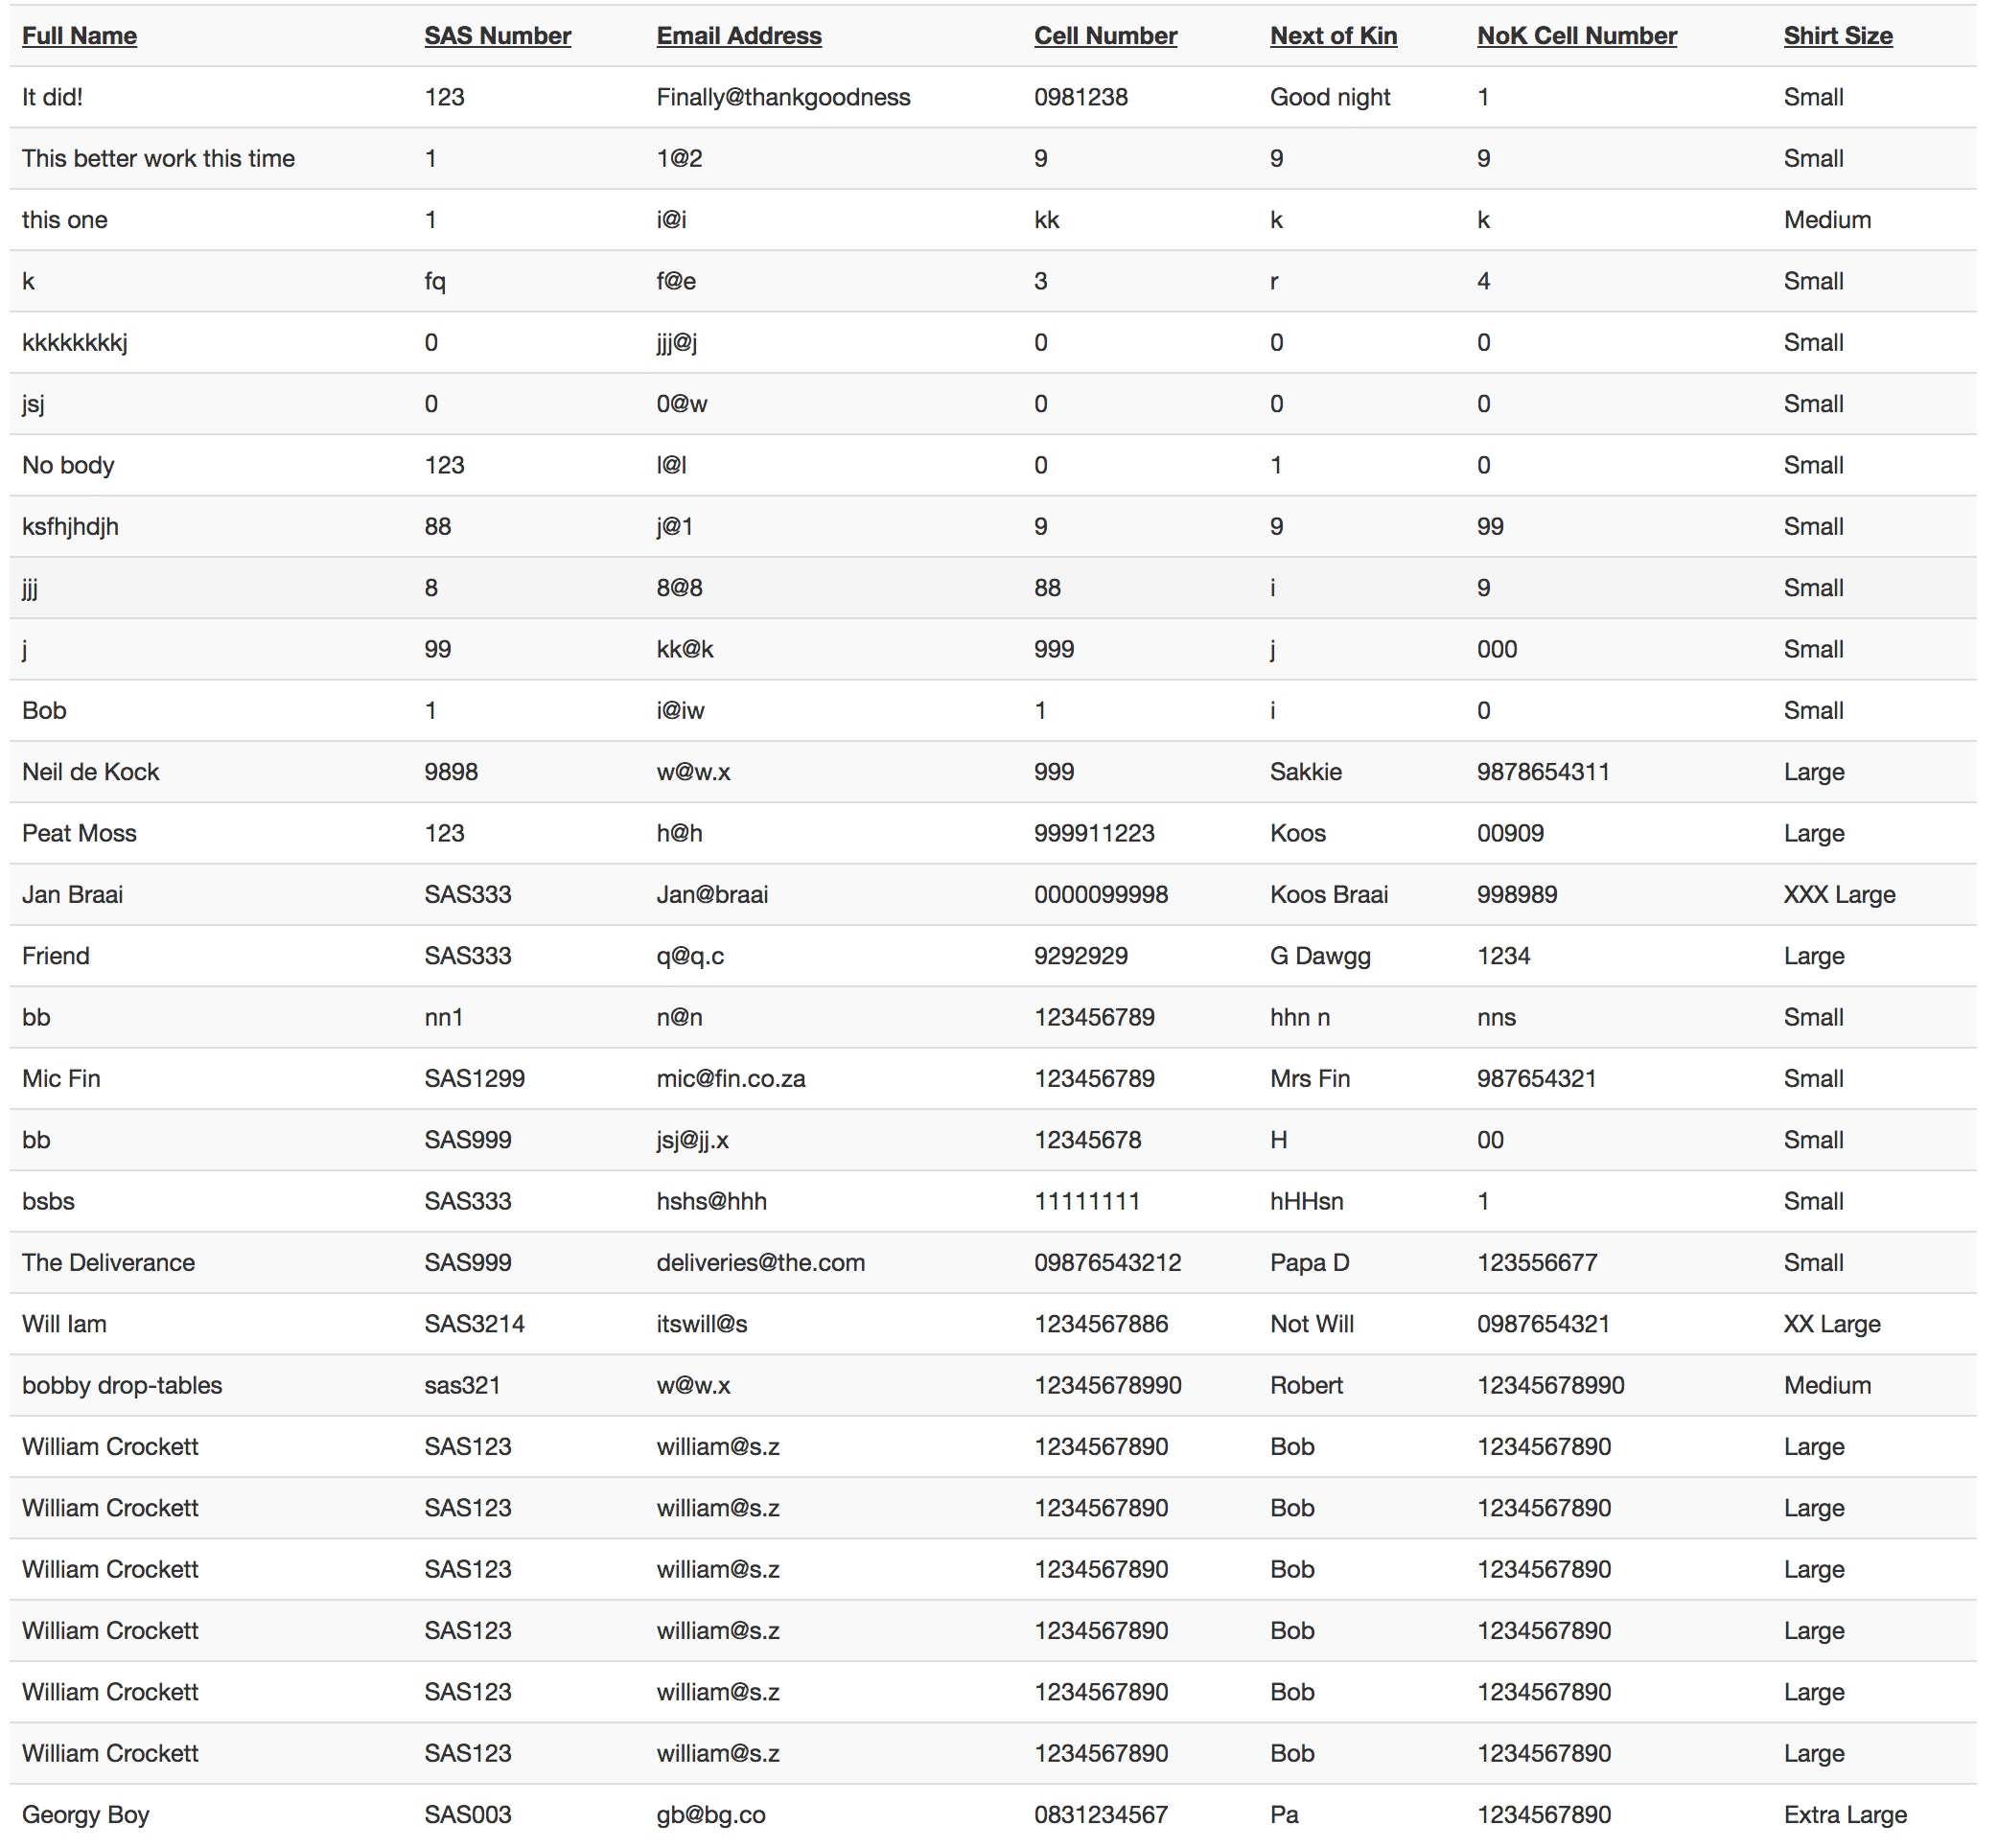 Full Name SAS Number Email Address Cell Number Next of Kin NoK Cell Number Shirt Size
It did! 123 Finally@thankgoodness 0981238 Good night 1 Small
This better work this time 1 1@2 9 9 9 Small
this one 1 i@i kk k k Medium
k fq f@e 3 r 4 Small
kkkkkkkkj 0 jjj@j 0 0 0 Small
jsj 0 0@w 0 0 0 Small
No body 123 l@l 0 1 0 Small
ksfhjhdjh 88 j@1 9 9 99 Small
jjj 8 8@8 88 i 9 Small
j 99 kk@k 999 j 000 Small
Bob 1 i@iw 1 i 0 Small
Neil de Kock 9898 w@w.x 999 Sakkie 9878654311 Large
Peat Moss 123 h@h 999911223 Koos 00909 Large
Jan Braai SAS333 Jan@braai 0000099998 Koos Braai 998989 XXX Large
Friend SAS333 q@q.c 9292929 G Dawgg 1234 Large
bb nn1 n@n 123456789 hhn n nns Small
Mic Fin SAS1299 mic@fin.co.za 123456789 Mrs Fin 987654321 Small
bb SAS999 jsj@jj.x 12345678 H 00 Small
bsbs SAS333 hshs@hhh 11111111 hHHsn 1 Small
The Deliverance SAS999 deliveries@the.com 09876543212 Papa D 123556677 Small
Will Iam SAS3214 itswill@s 1234567886 Not Will 0987654321 XX Large
bobby drop-tables sas321 w@w.x 12345678990 Robert 12345678990 Medium
William Crockett SAS123 william@s.z 1234567890 Bob 1234567890 Large
William Crockett SAS123 william@s.z 1234567890 Bob 1234567890 Large
William Crockett SAS123 william@s.z 1234567890 Bob 1234567890 Large
William Crockett SAS123 william@s.z 1234567890 Bob 1234567890 Large
William Crockett SAS123 william@s.z 1234567890 Bob 1234567890 Large
William Crockett SAS123 william@s.z 1234567890 Bob 1234567890 Large
Georgy Boy SAS003 gb@bg.co 0831234567 Pa 1234567890 Extra Large